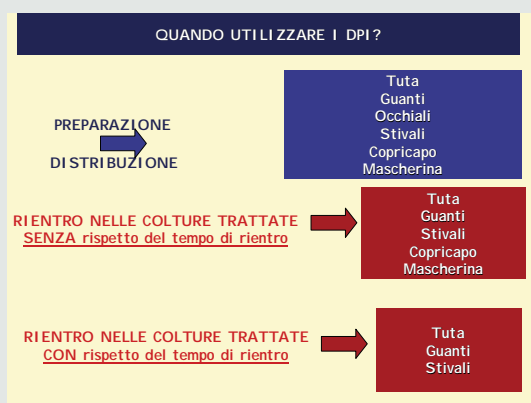 QUANDO UTILIZZARE I DPI?
PREPARAZIONE
DISTRIBUZIONE
Tuta
Guanti
Occhiali
Stivali
Copricapo
Mascherina
RIENTRO NELLE COLTURE TRATTATE
SENZA rispetto del tempo di rientro
Tuta
Guanti
Stivali
Copricapo
Mascherina
RIENTRO NELLE COLTURE TRATTATE
CON rispetto del tempo di rientro
Tuta
Guanti
Stivali